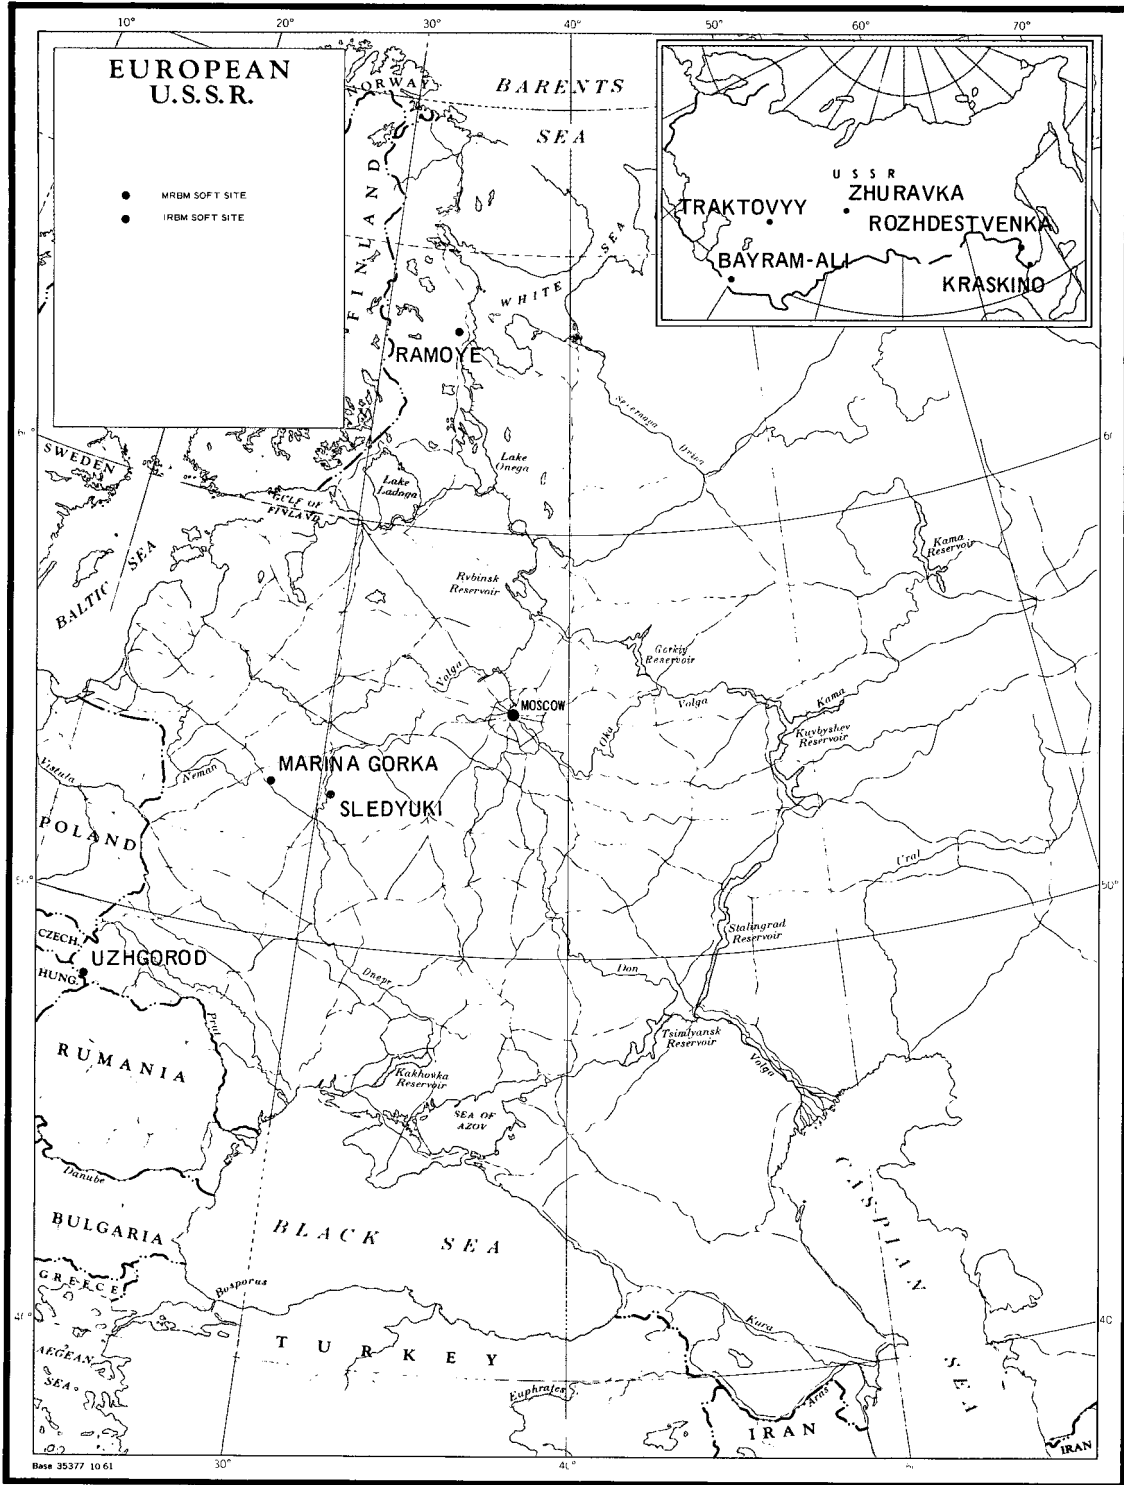 10°
20°
30°
40°
50°
60°
70°
EUROPEAN
U.S.S.R.
MRBM SOFT SITE
IRBM SOFT SITE
NORWAY
BARENTS
SEA
FINLAND
WHITE SEA
U S S R
ZHURAVKA
TRAKTOVYY
ROZHDESTVENKA
BAYRAM-ALI
KRASKINO
RAMOYE
Severnaya Dvina
SWEDEN
Lake
Onega
Lake
Ladoga
GULF OF
FINLAND
BALTIC SEA
Kama
Reservoir
Rybinsk
Reservoir
Gorkiy
Reservoir
Volga
MOSCOW
Volga
Kama
Oka
Kuybyshev
Reservoir
MARINA GORKA
Neman
Vistula
SLEDYUKI
POLAND
Ural
50°
Stalingrad
Reservoir
CZECH.
UZHGOROD
HUNG.
Dnepr
Don
Prut
Tsimlyansk
Reservoir
RUMANIA
Volga
Kakhovka
Reservoir
SEA OF
AZOV
Danube
CASPIAN SEA
BULGARIA
BLACK SEA
GREECE
Bosporus
40°
40
Kura
TURKEY
AEGEAN
SEA
Euphrates
Aras
IRAN
IRAN
Base 35377 10 61
30°
40°